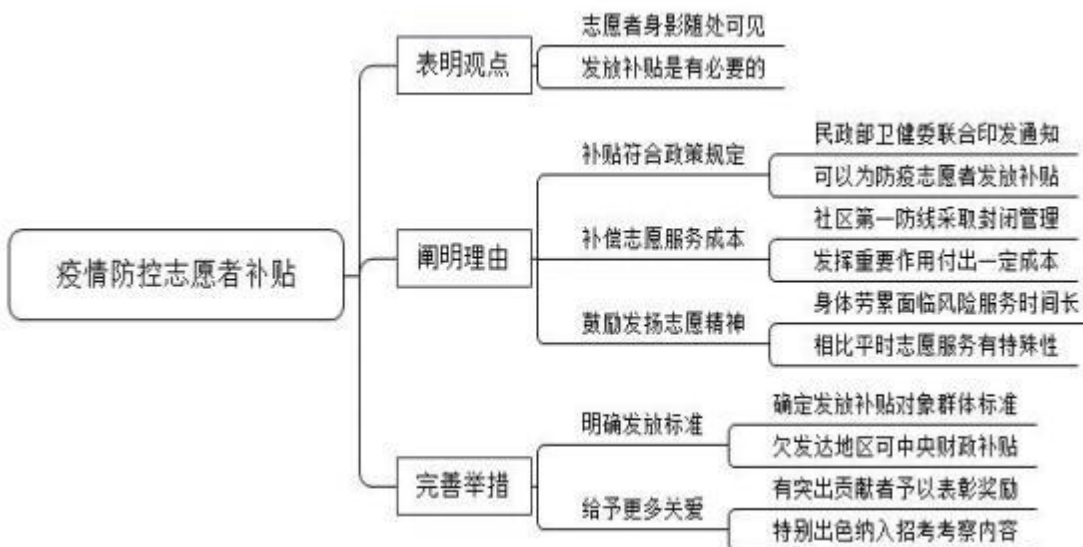 疫情防控志愿者补贴
表明观点
志愿者身影随处可见
发放补贴是有必要的
阐明理由
补贴符合政策规定
民政部卫健委联合印发通知
可以为防疫志愿者发放补贴
补偿志愿服务成本
社区第一防线采取封闭管理
发挥重要作用付出一定成本
鼓励发扬志愿精神
身体劳累面临风险服务时间长
相比平时志愿服务有特殊性
完善举措
明确发放标准
确定发放补贴对象群体标准
欠发达地区可中央财政补贴
给予更多关爱
有突出贡献者予以表彰奖励
特别出色纳入招考考察内容